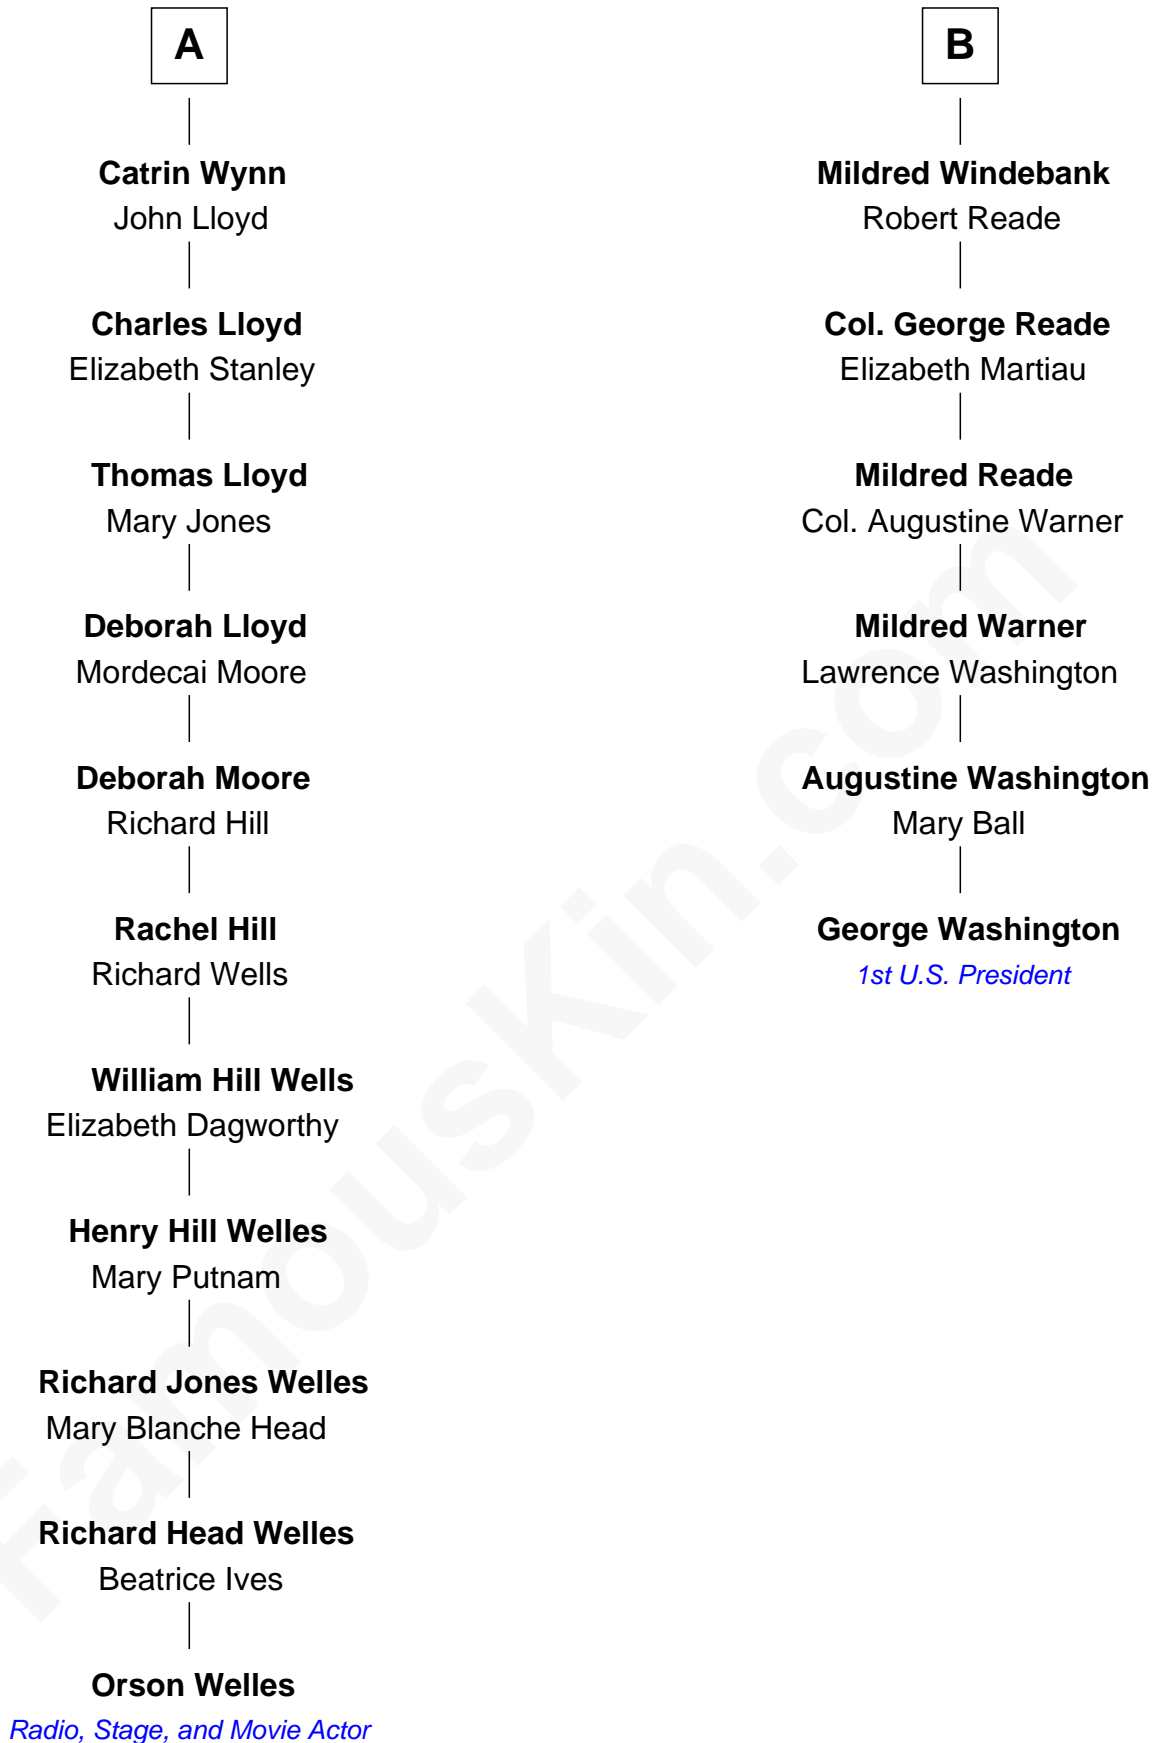 A
Catrin Wynn
John Lloyd
Charles Lloyd
Elizabeth Stanley
Thomas Lloyd
Mary Jones
Deborah Lloyd
Mordecai Moore
Deborah Moore
Richard Hill
Rachel Hill
Richard Wells
William Hill Wells
Elizabeth Dagworthy
Henry Hill Welles
Mary Putnam
Richard Jones Welles
Mary Blanche Head
Richard Head Welles
Beatrice Ives
Orson Welles
Radio, Stage, and Movie Actor
B
Mildred Windebank
Robert Reade
Col. George Reade
Elizabeth Martiau
Mildred Reade
Col. Augustine Warner
Mildred Warner
Lawrence Washington
Augustine Washington
Mary Ball
George Washington
1st U.S. President
FamousKin.com